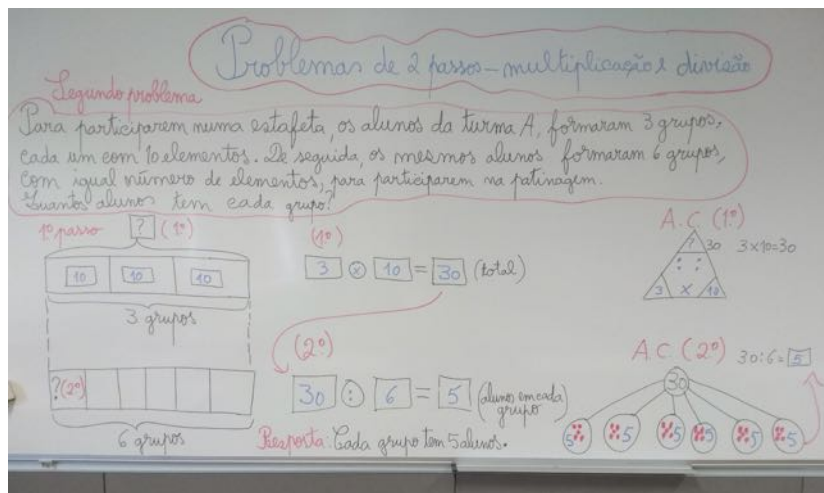 Problemas de 2 passos - multiplicação e divisão
Segundo problema
Para participarem numa estafeta, os alunos da turma A, formaram 3 grupos,
cada um com 10 elementos. De seguida, os mesmos alunos formaram 6 grupos,
com igual número de elementos, para participarem na patinagem.
Quantos alunos tem cada grupo?
1º passo ? (1º)
10 10 10
3 grupos
?(2º)
6 grupos
(1º)
3 × 10 = 30 (total)
(2º)
30 : 6 = 5 (alunos em cada
grupo)
Resposta: Cada grupo tem 5 alunos.
A.C. (1º)
? 30 3×10=30
: :
3 × 10
A.C. (2º) 30:6=5
30
5 5 5 5 5 5